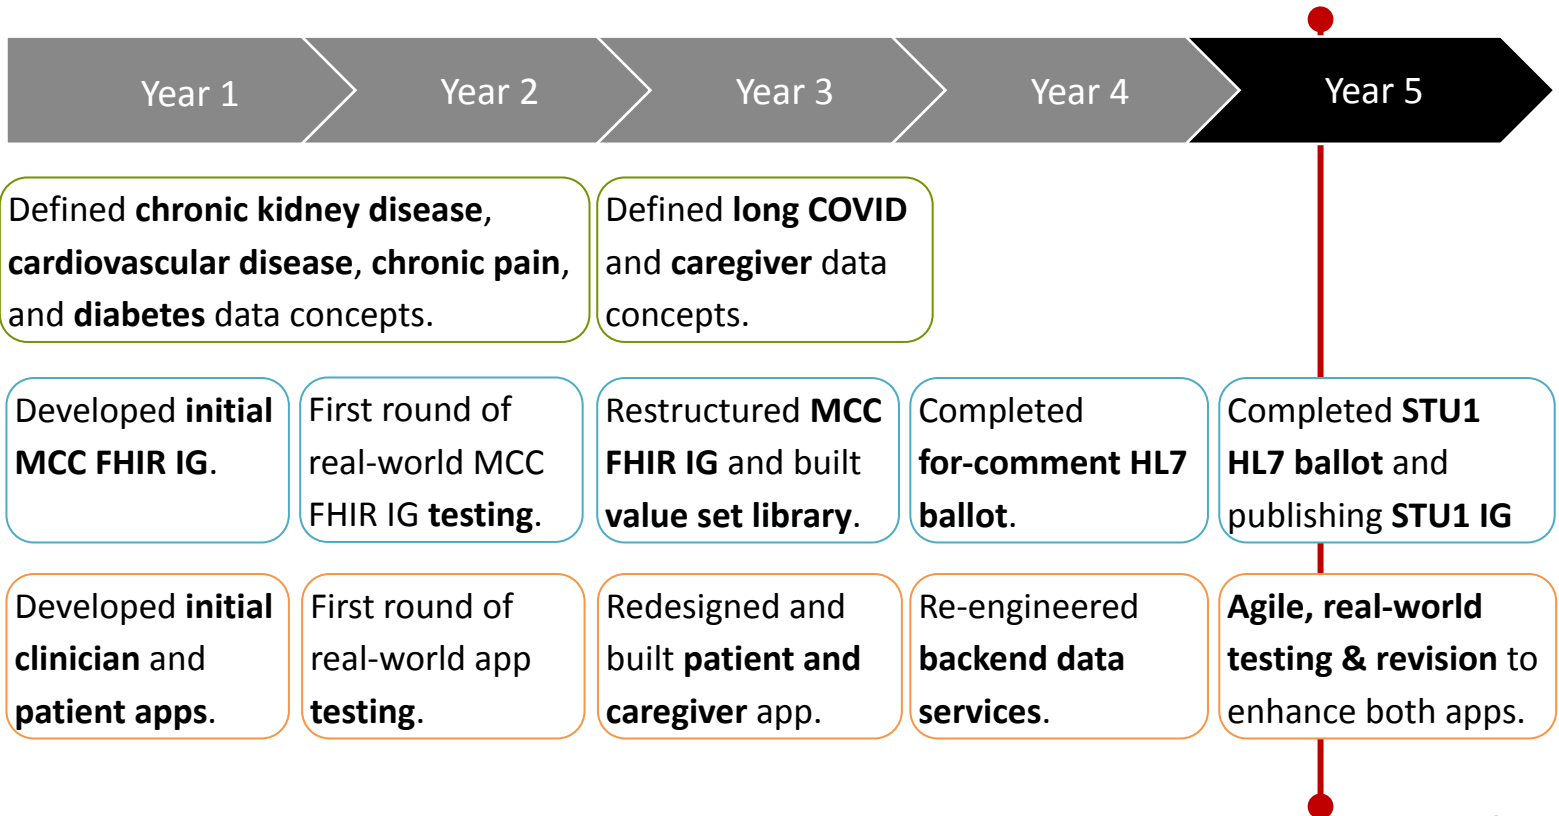 Year 1
Year 2
Year 3
Year 4
Year 5
Defined chronic kidney disease,
cardiovascular disease, chronic pain,
and diabetes data concepts.
Defined long COVID
and caregiver data
concepts.
Developed initial
MCC FHIR IG.
First round of
real-world MCC
FHIR IG testing.
Restructured MCC
FHIR IG and built
value set library.
Completed
for-comment HL7
ballot.
Completed STU1
HL7 ballot and
publishing STU1 IG
Developed initial
clinician and
patient apps.
First round of
real-world app
testing.
Redesigned and
built patient and
caregiver app.
Re-engineered
backend data
services.
Agile, real-world
testing & revision to
enhance both apps.